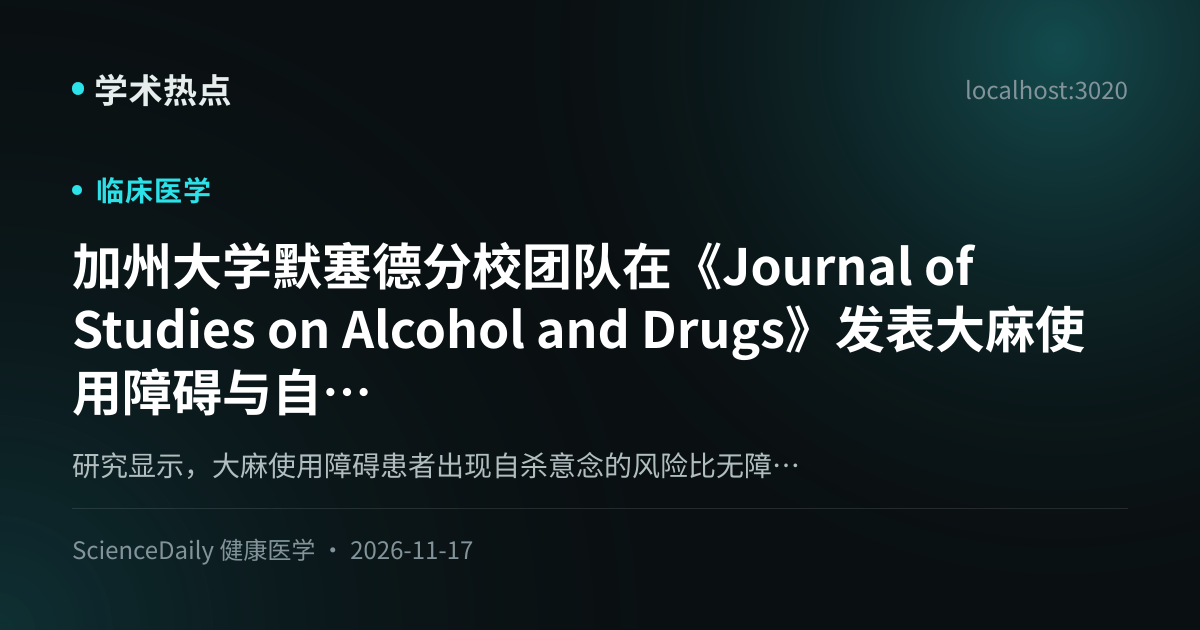 学术热点
localhost:3020
临床医学
加州大学默塞德分校团队在《Journal of
Studies on Alcohol and Drugs》发表大麻使
用障碍与自…
研究显示，大麻使用障碍患者出现自杀意念的风险比无障…
ScienceDaily 健康医学 • 2026-11-17